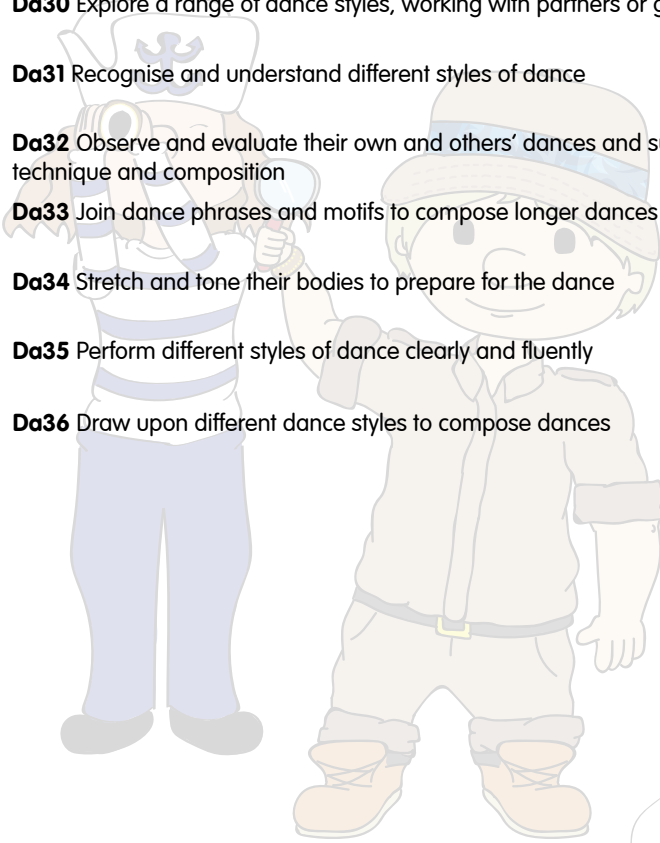 Da30 Explore a range of dance styles, working with partners or
Da31 Recognise and understand different styles of dance
Da32 Observe and evaluate their own and others' dances and
technique and composition
Da33 Join dance phrases and motifs to compose longer dances
Da34 Stretch and tone their bodies to prepare for the dance
Da35 Perform different styles of dance clearly and fluently
Da36 Draw upon different dance styles to compose dances